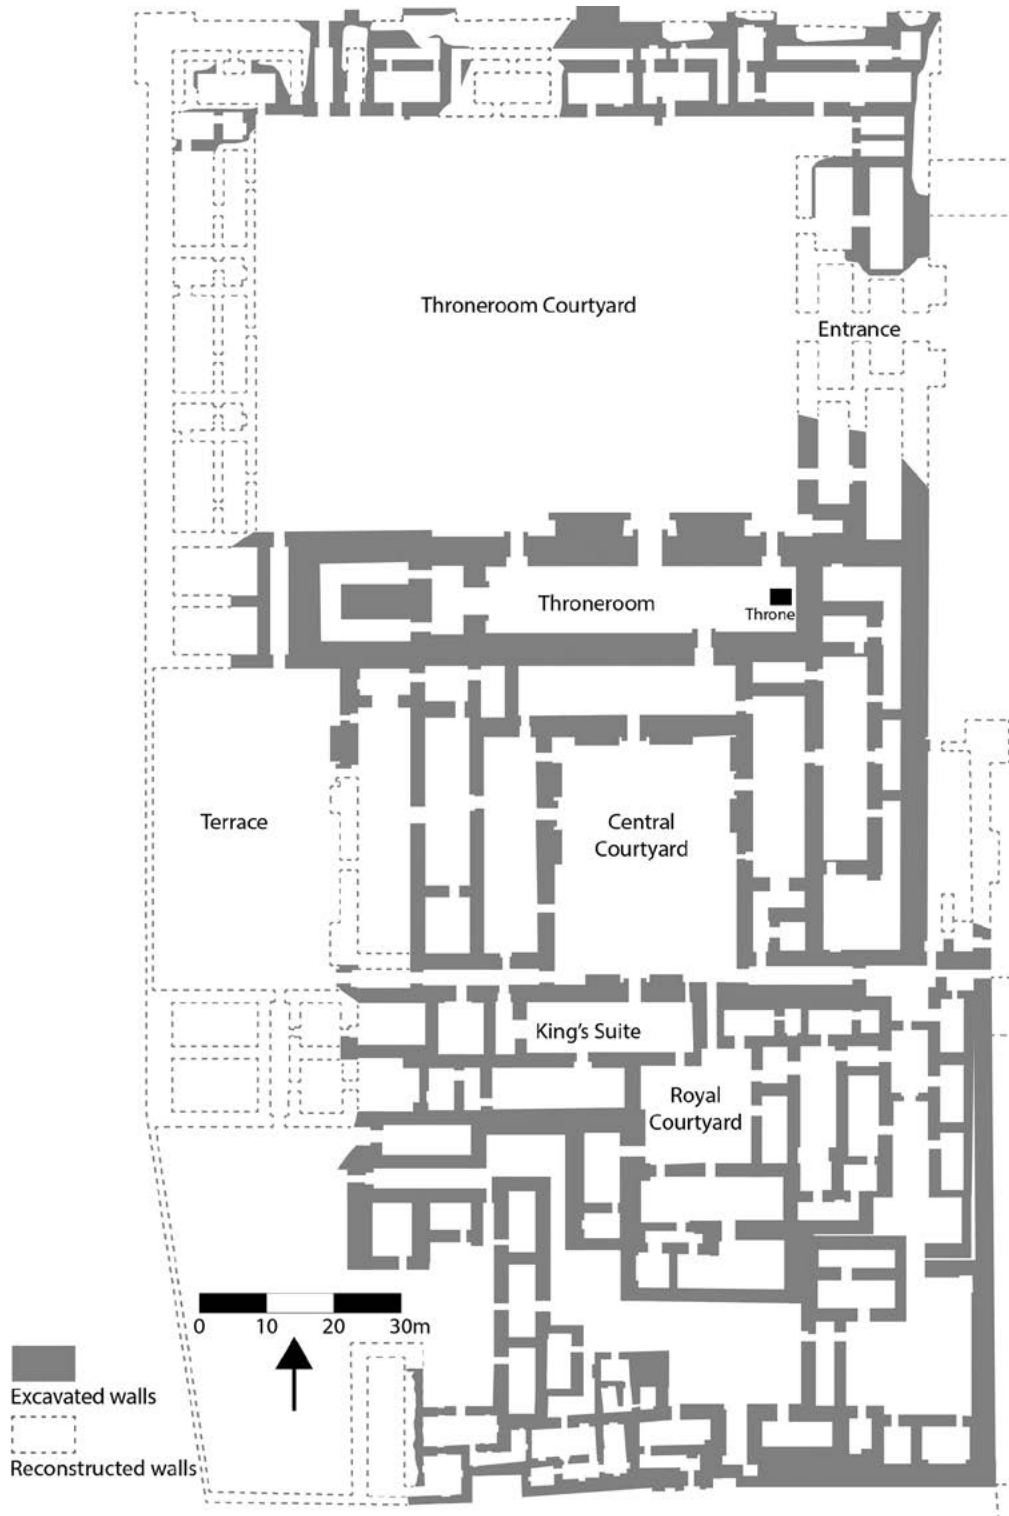 Throneroom Courtyard
Entrance
Throneroom
Throne
Terrace
Central
Courtyard
King's Suite
Royal
Courtyard
0 10 20 30m
Excavated walls
Reconstructed walls